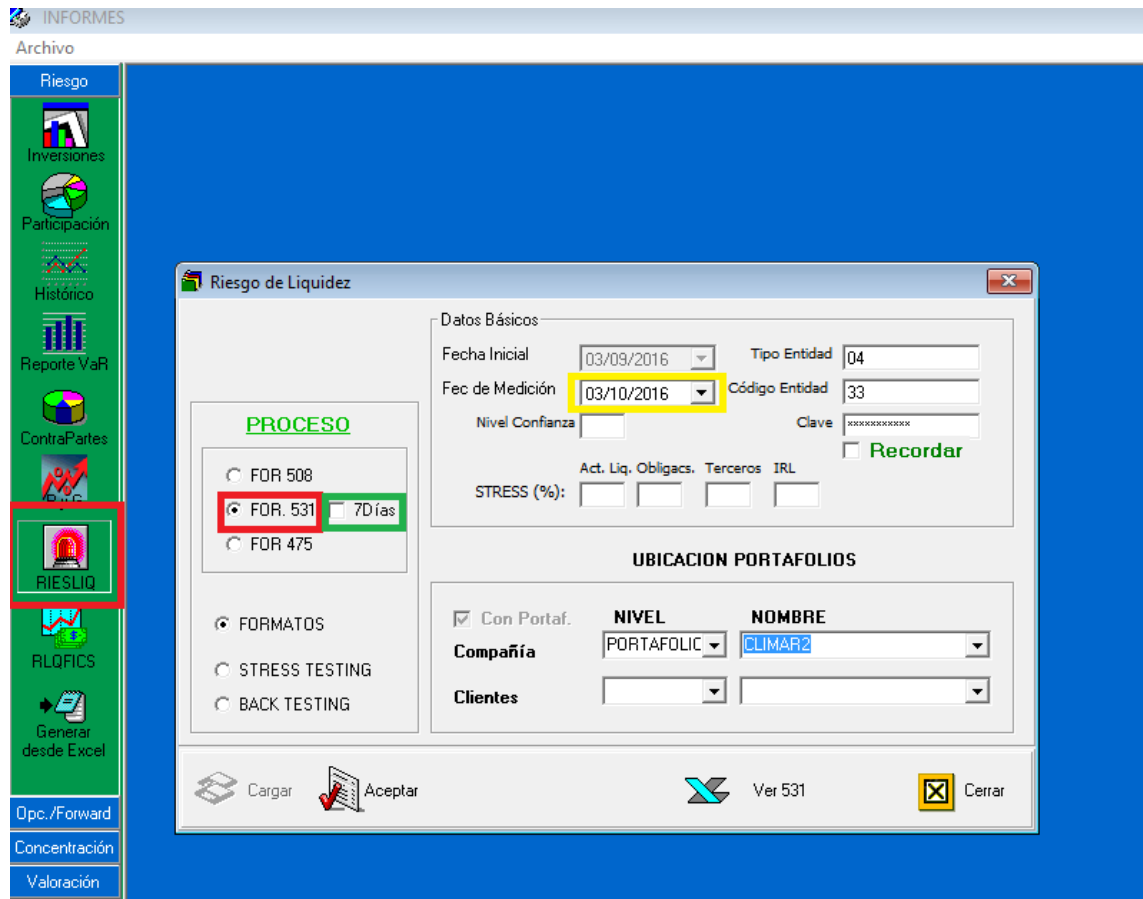 INFORMES
Archivo
Riesgo
Inversiones
Participación
Histórico
Reporte VaR
ContraPartes
RIESLIQ
RLQFICS
Generar
desde Excel
Opc./Forward
Concentración
Valoración
Riesgo de Liquidez
Datos Básicos
Fecha Inicial 03/09/2016 Tipo Entidad 04
Fec de Medición 03/10/2016 Código Entidad 33
Nivel Confianza Clave xxxxxxxxxxx
Recordar
Act. Liq. Obligacs. Terceros IRL
STRESS (%):
PROCESO
FOR 508
FOR. 531 7Días
FOR 475
FORMATOS
STRESS TESTING
BACK TESTING
UBICACION PORTAFOLIOS
Con Portaf. NIVEL NOMBRE
Compañía PORTAFOLIC CLIMAR2
Clientes
Cargar Aceptar Ver 531 Cerrar